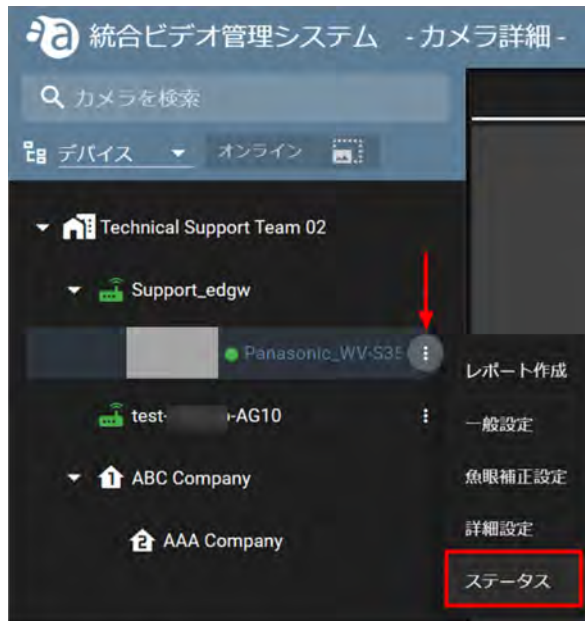 統合ビデオ管理システム - カメラ詳細 -
カメラを検索
デバイス オンライン
Technical Support Team 02
Support_edgw
Panasonic_WV-S35
test- -AG10
1 ABC Company
2 AAA Company
レポート作成
一般設定
魚眼補正設定
詳細設定
ステータス